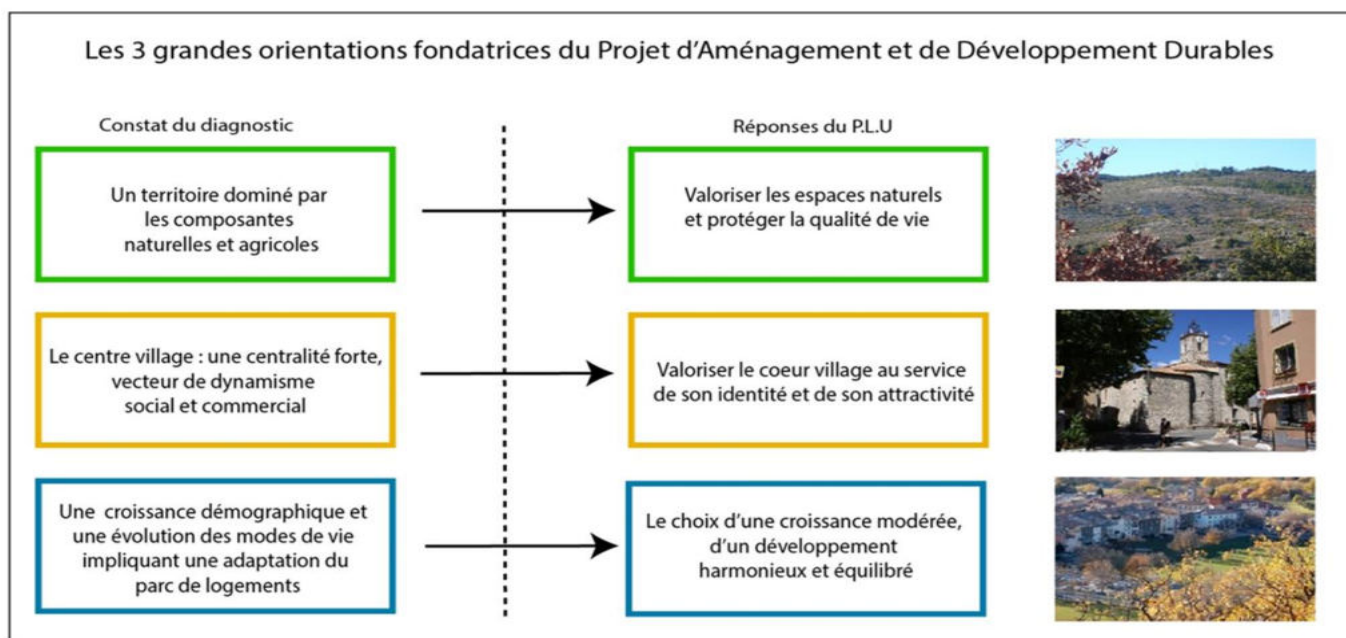 Les 3 grandes orientations fondatrices du Projet d'Aménagement et de Développement Durables
Constat du diagnostic
Réponses du P.L.U
Un territoire dominé par
les composantes
naturelles et agricoles
Valoriser les espaces naturels
et protéger la qualité de vie
Le centre village : une centralité forte,
vecteur de dynamisme
social et commercial
Valoriser le coeur village au service
de son identité et de son attractivité
Une croissance démographique et
une évolution des modes de vie
impliquant une adaptation du
parc de logements
Le choix d'une croissance modérée,
d'un développement
harmonieux et équilibré